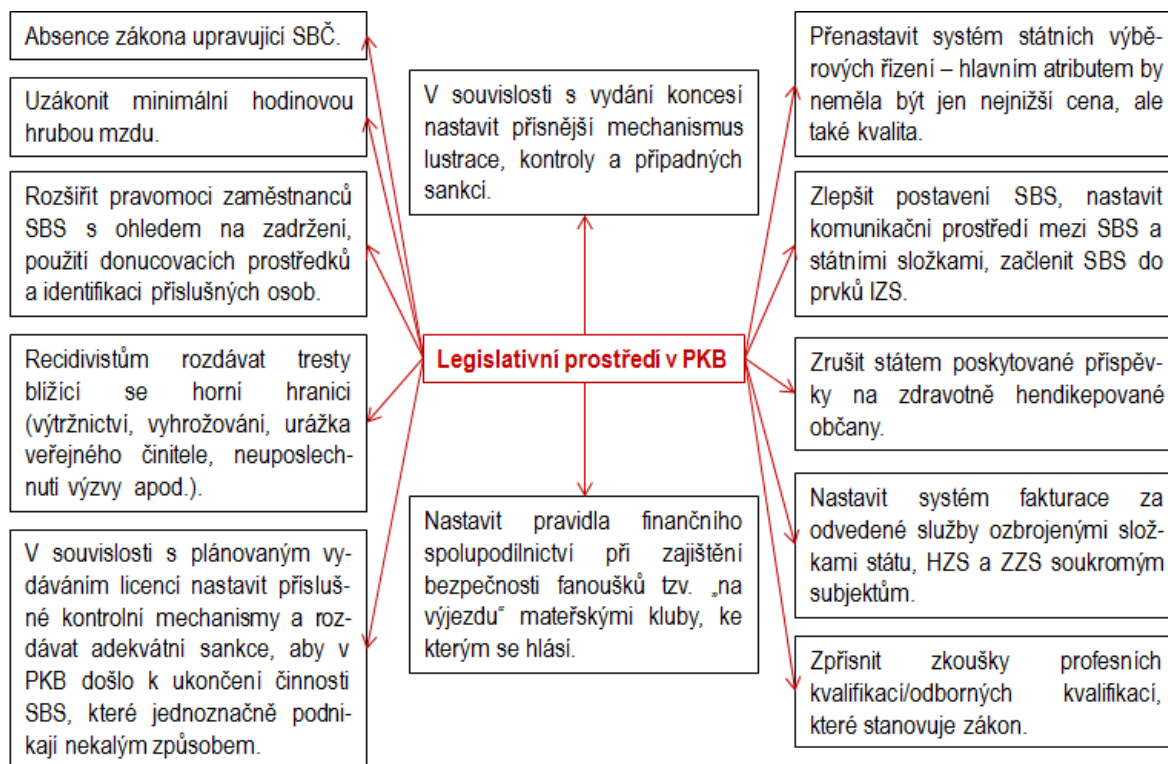 Absence zákona upravující SBČ.
Uzákonit minimální hodinovou
hrubou mzdu.
Rozšířit pravomoci zaměstnanců
SBS s ohledem na zadržení,
použití donucovacích prostředků
a identifikaci příslušných osob.
Recidivistům rozdávat tresty
blížící se horní hranici
(výtržnictví, vyhrožování, urážka
veřejného činitele, neuposlech-
nutí výzvy apod.).
V souvislosti s plánovaným vy-
dáváním licencí nastavit přísluš-
né kontrolní mechanismy a roz-
dávat adekvátní sankce, aby v
PKB došlo k ukončení činnosti
SBS, které jednoznačně podni-
kají nekalým způsobem.
V souvislosti s vydání koncesí
nastavit přísnější mechanismus
lustrace, kontroly a případných
sankcí.
Legislativní prostředí v PKB
Nastavit pravidla finančního
spolupodílnictví při zajištění
bezpečnosti fanoušků tzv. „na
výjezdu“ mateřskými kluby, ke
kterým se hlásí.
Přenastavit systém státních výbě-
rových řízení – hlavním atributem by
neměla být jen nejnižší cena, ale
také kvalita.
Zlepšit postavení SBS, nastavit
komunikační prostředí mezi SBS a
státními složkami, začlenit SBS do
prvků IZS.
Zrušit státem poskytované příspěv-
ky na zdravotně hendikepované
občany.
Nastavit systém fakturace za
odvedené služby ozbrojenými slož-
kami státu, HZS a ZZS soukromým
subjektům.
Zpřísnit zkoušky profesních
kvalifikací/odborných kvalifikací,
které stanovuje zákon.